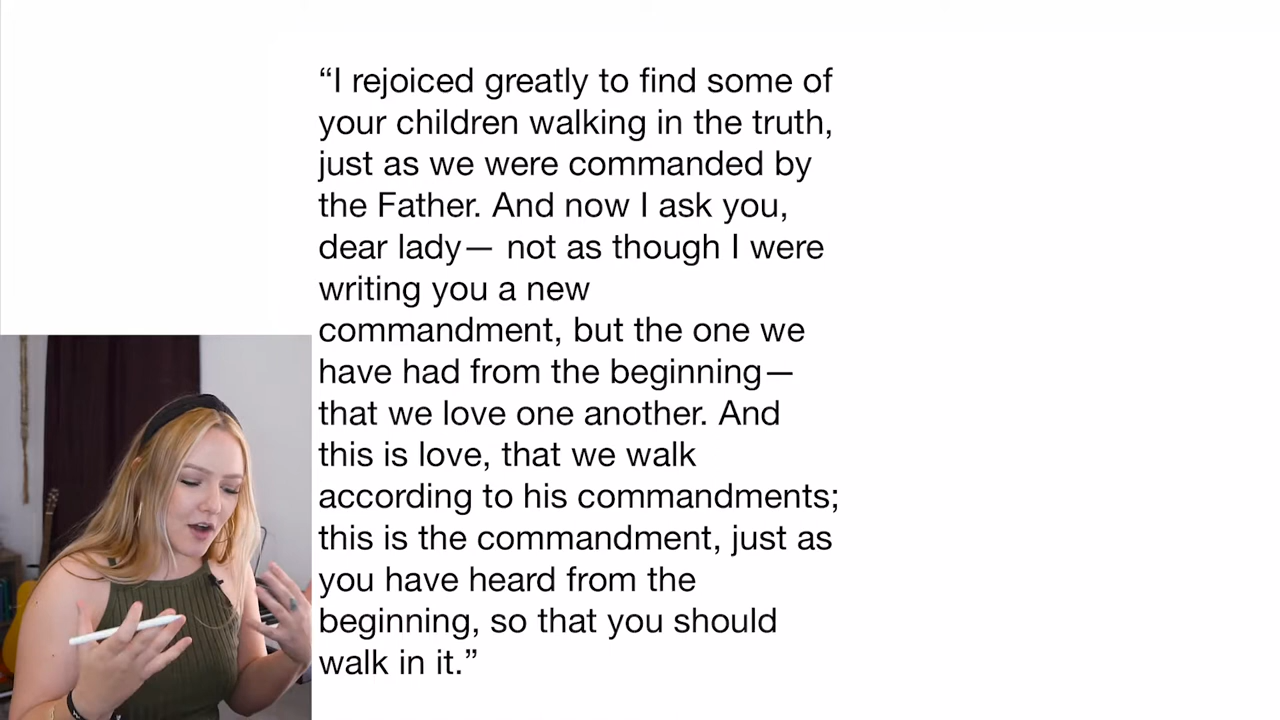 “I rejoiced greatly to find some of
your children walking in the truth,
just as we were commanded by
the Father. And now I ask you,
dear lady— not as though I were
writing you a new
commandment, but the one we
have had from the beginning—
that we love one another. And
this is love, that we walk
according to his commandments;
this is the commandment, just as
you have heard from the
beginning, so that you should
walk in it.”